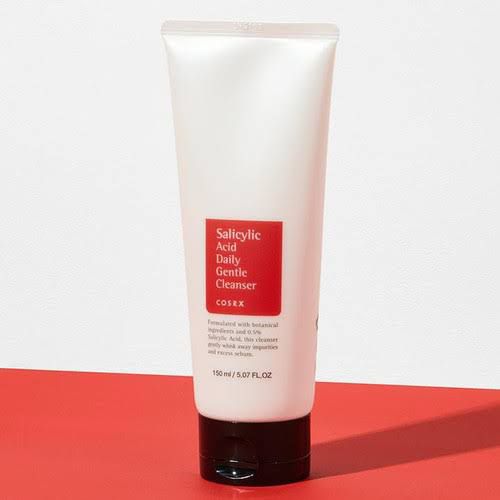 Salicylic
Acid
Daily
Gentle
Cleanser
COSRX
Formulated with botanical
ingredients and 0.5%
Salicylic Acid, this cleanser
gently whisk away impurities
and excess sebum.
150 ml / 5.07 FL.OZ